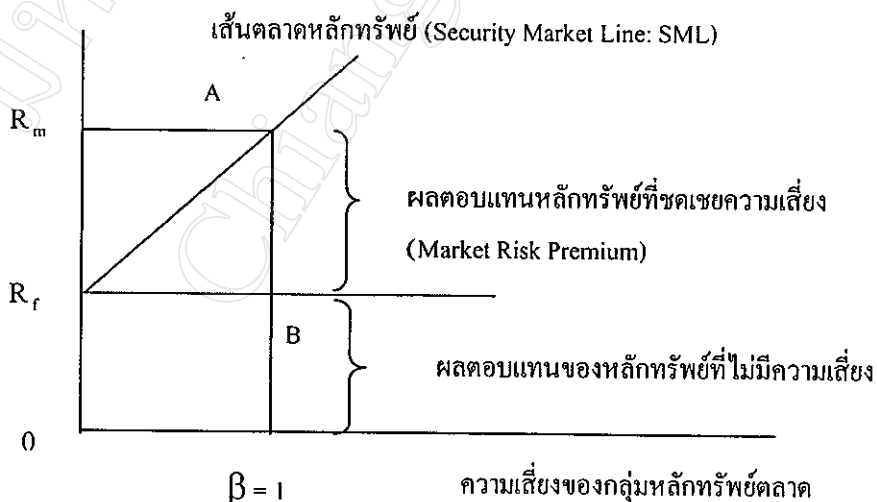 เส้นตลาดหลักทรัพย์ (Security Market Line: SML)
A
R_m
ผลตอบแทนหลักทรัพย์ที่ชดเชยความเสี่ยง
(Market Risk Premium)
R_f
B
ผลตอบแทนของหลักทรัพย์ที่ไม่มีความเสี่ยง
0
β = 1
ความเสี่ยงของกลุ่มหลักทรัพย์ตลาด
Chiang